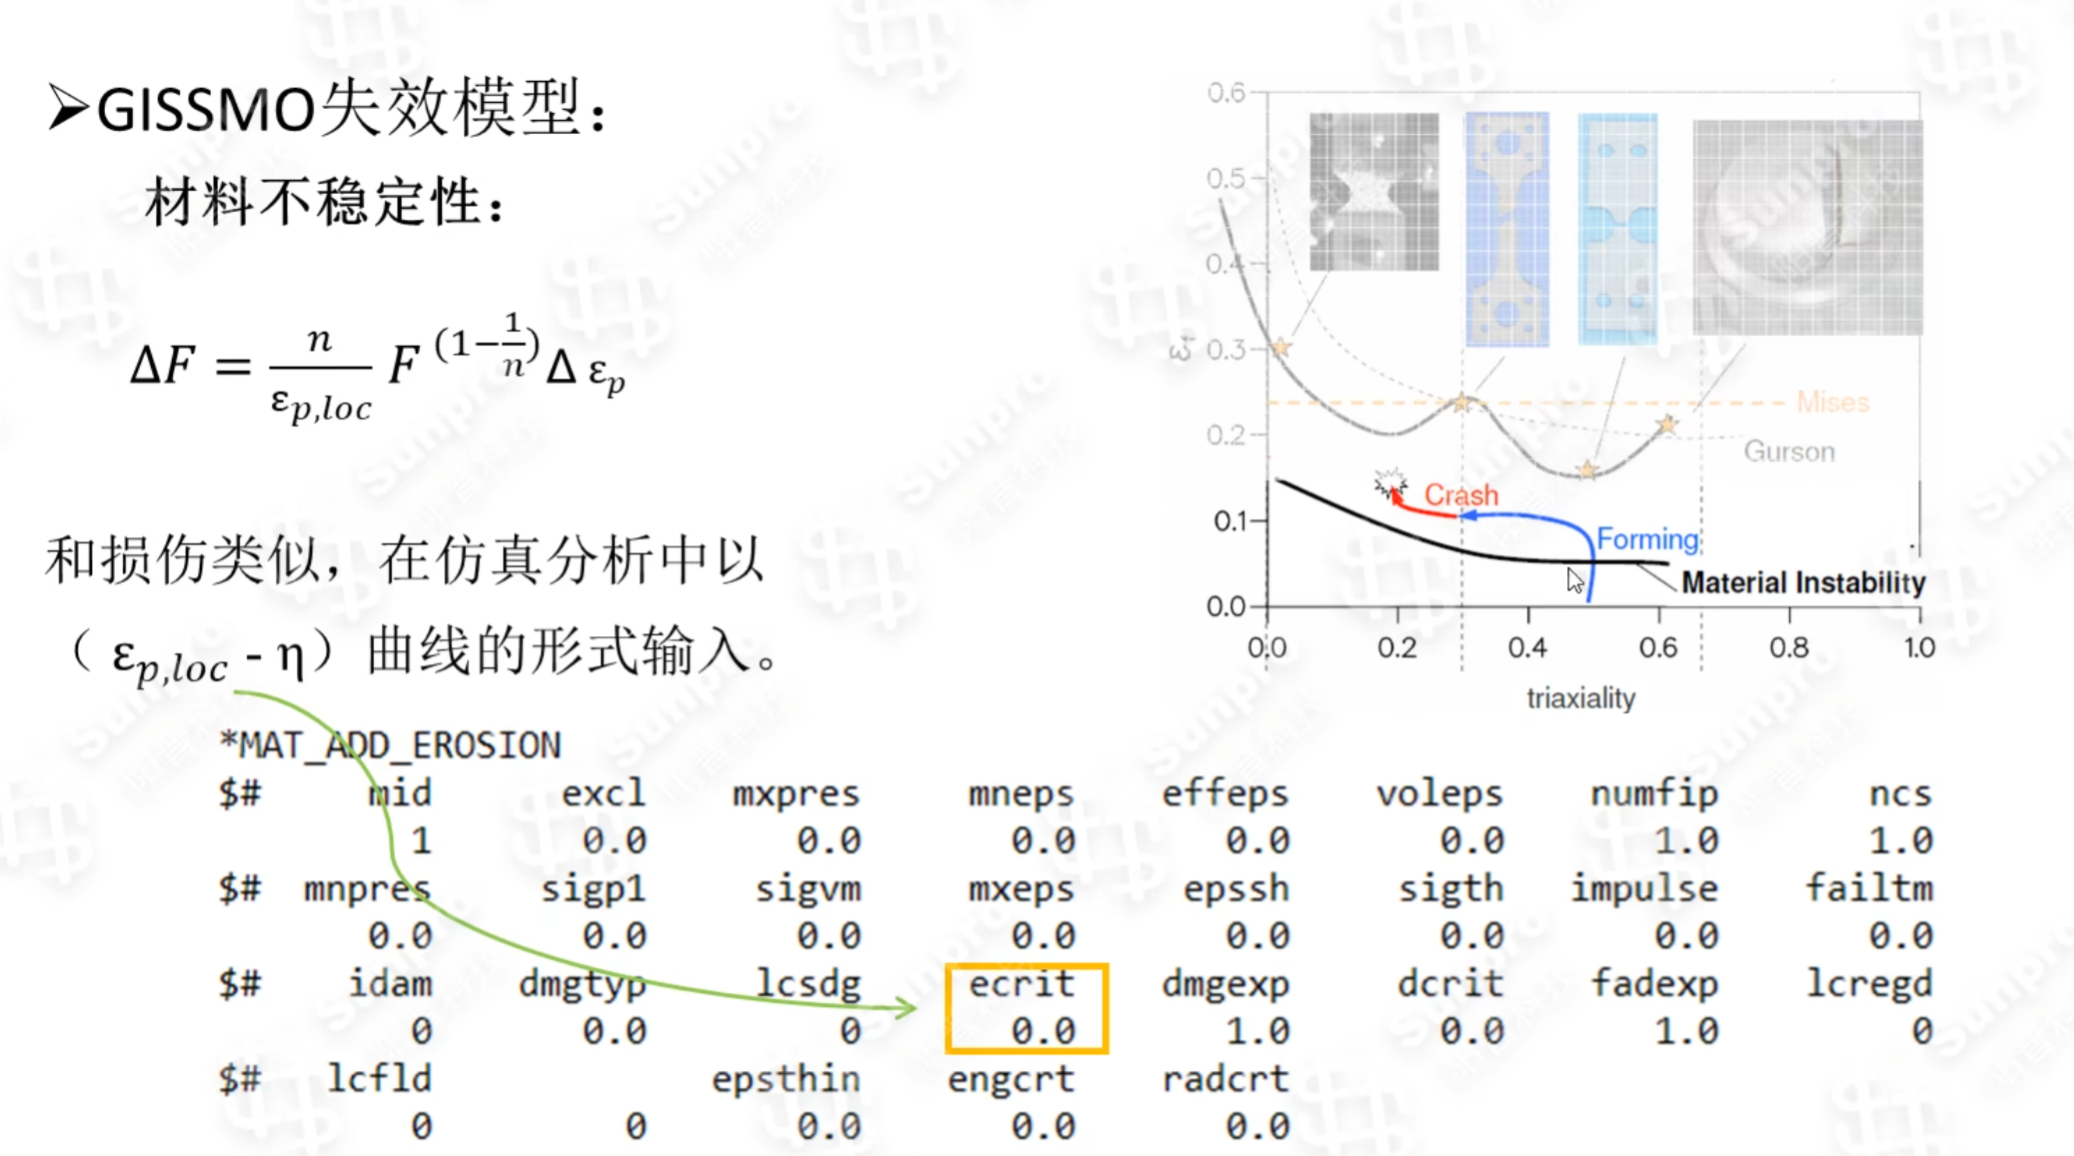 ➢GISSMO失效模型：
材料不稳定性：
ΔF = n/ε_{p,loc} F^{(1-1/n)} Δ ε_p
和损伤类似，在仿真分析中以
（ ε_{p,loc} - η）曲线的形式输入。
0.6
0.5
0.4
0.3
0.2
0.1
0.0
ε_f
Mises
Gurson
Crash
Forming
Material Instability
0.0 0.2 0.4 0.6 0.8 1.0
triaxiality
*MAT_ADD_EROSION
$# mid excl mxpres mneps effeps voleps numfip ncs
1 0.0 0.0 0.0 0.0 0.0 1.0 1.0
$# mnpres sigp1 sigvm mxeps epssh sigth impulse failtm
0.0 0.0 0.0 0.0 0.0 0.0 0.0 0.0
$# idam dmgtyp lcsdg ecrit dmgexp dcrit fadexp lcregd
0 0.0 0 0.0 1.0 0.0 1.0 0
$# lcfld epsthin engcrt radcrt
0 0 0.0 0.0 0.0
sunpro